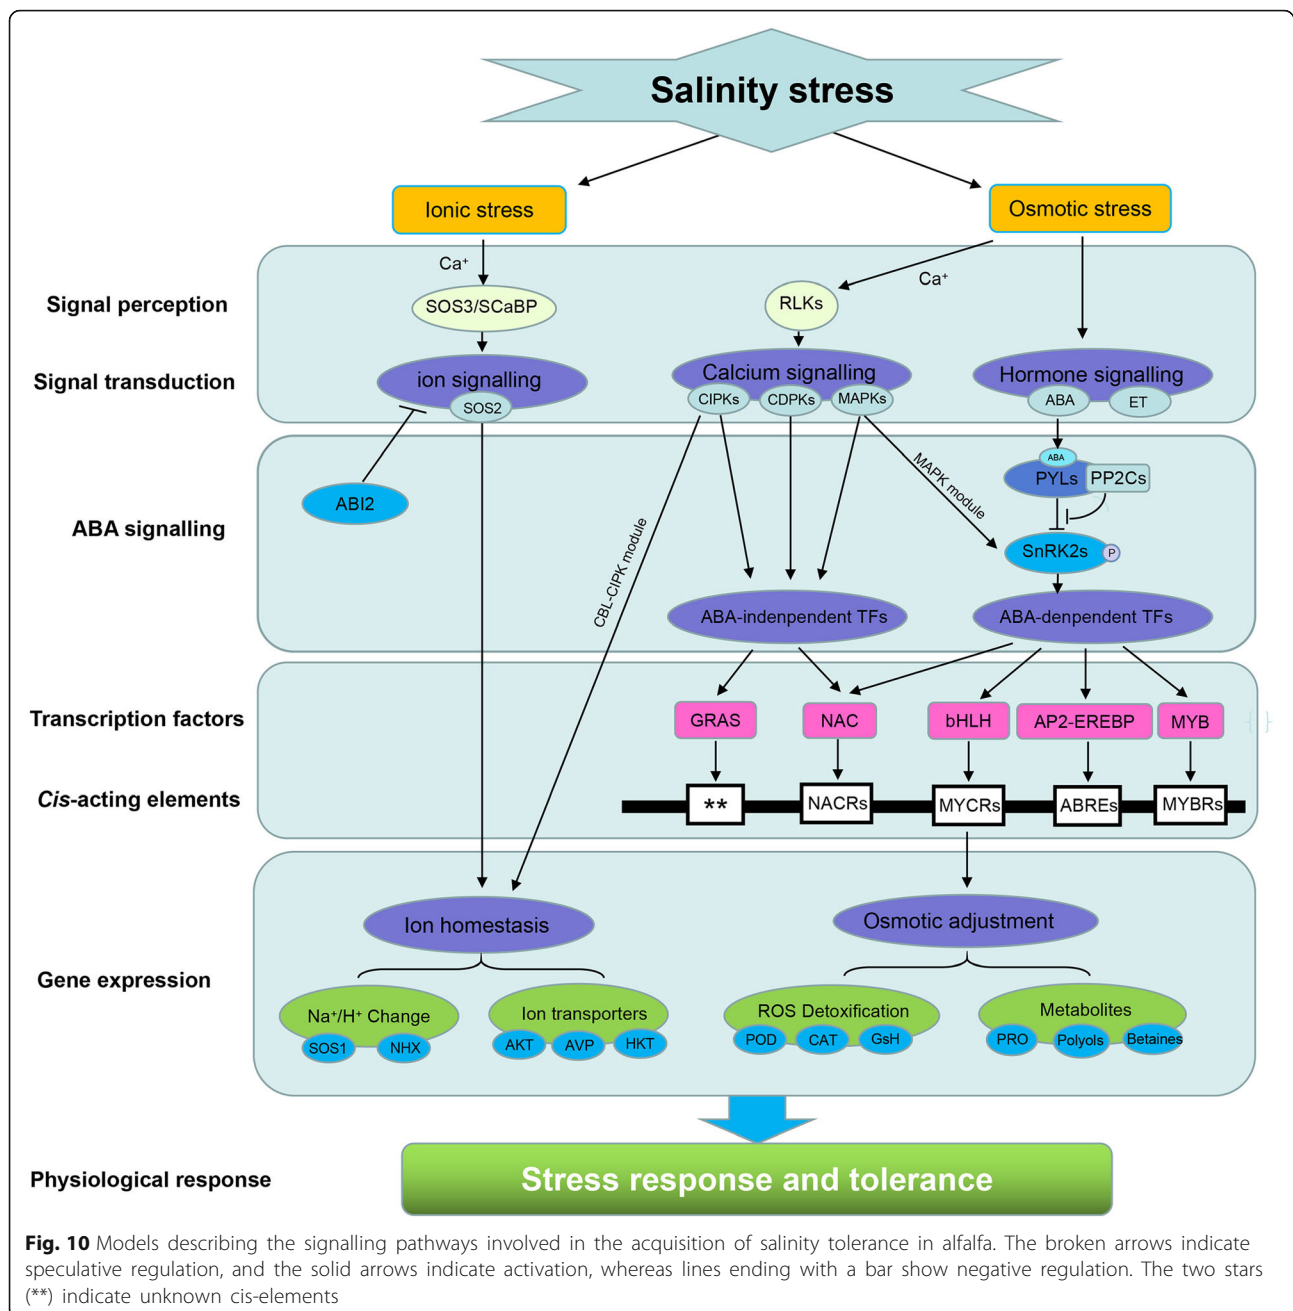 Salinity stress
Ionic stress
Osmotic stress
Ca⁺
Ca⁺
Signal perception
SOS3/SCaBP
RLKs
Signal transduction
ion signalling
SOS2
Calcium signalling
CIPKs
CDPKs
MAPKs
Hormone signalling
ABA
ET
ABA signalling
ABI2
CBL-CIPK module
MAPK module
ABA
PYLs
PP2Cs
SnRK2s
P
ABA-indenpendent TFs
ABA-denpendent TFs
Transcription factors
GRAS
NAC
bHLH
AP2-EREBP
MYB
{ }
Cis-acting elements
**
NACRs
MYCRs
ABREs
MYBRs
Gene expression
Ion homestasis
Osmotic adjustment
Na⁺/H⁺ Change
SOS1
NHX
Ion transporters
AKT
AVP
HKT
ROS Detoxification
POD
CAT
GsH
Metabolites
PRO
Polyols
Betaines
Physiological response
Stress response and tolerance
Fig. 10 Models describing the signalling pathways involved in the acquisition of salinity tolerance in alfalfa. The broken arrows indicate
speculative regulation, and the solid arrows indicate activation, whereas lines ending with a bar show negative regulation. The two stars
(**) indicate unknown cis-elements